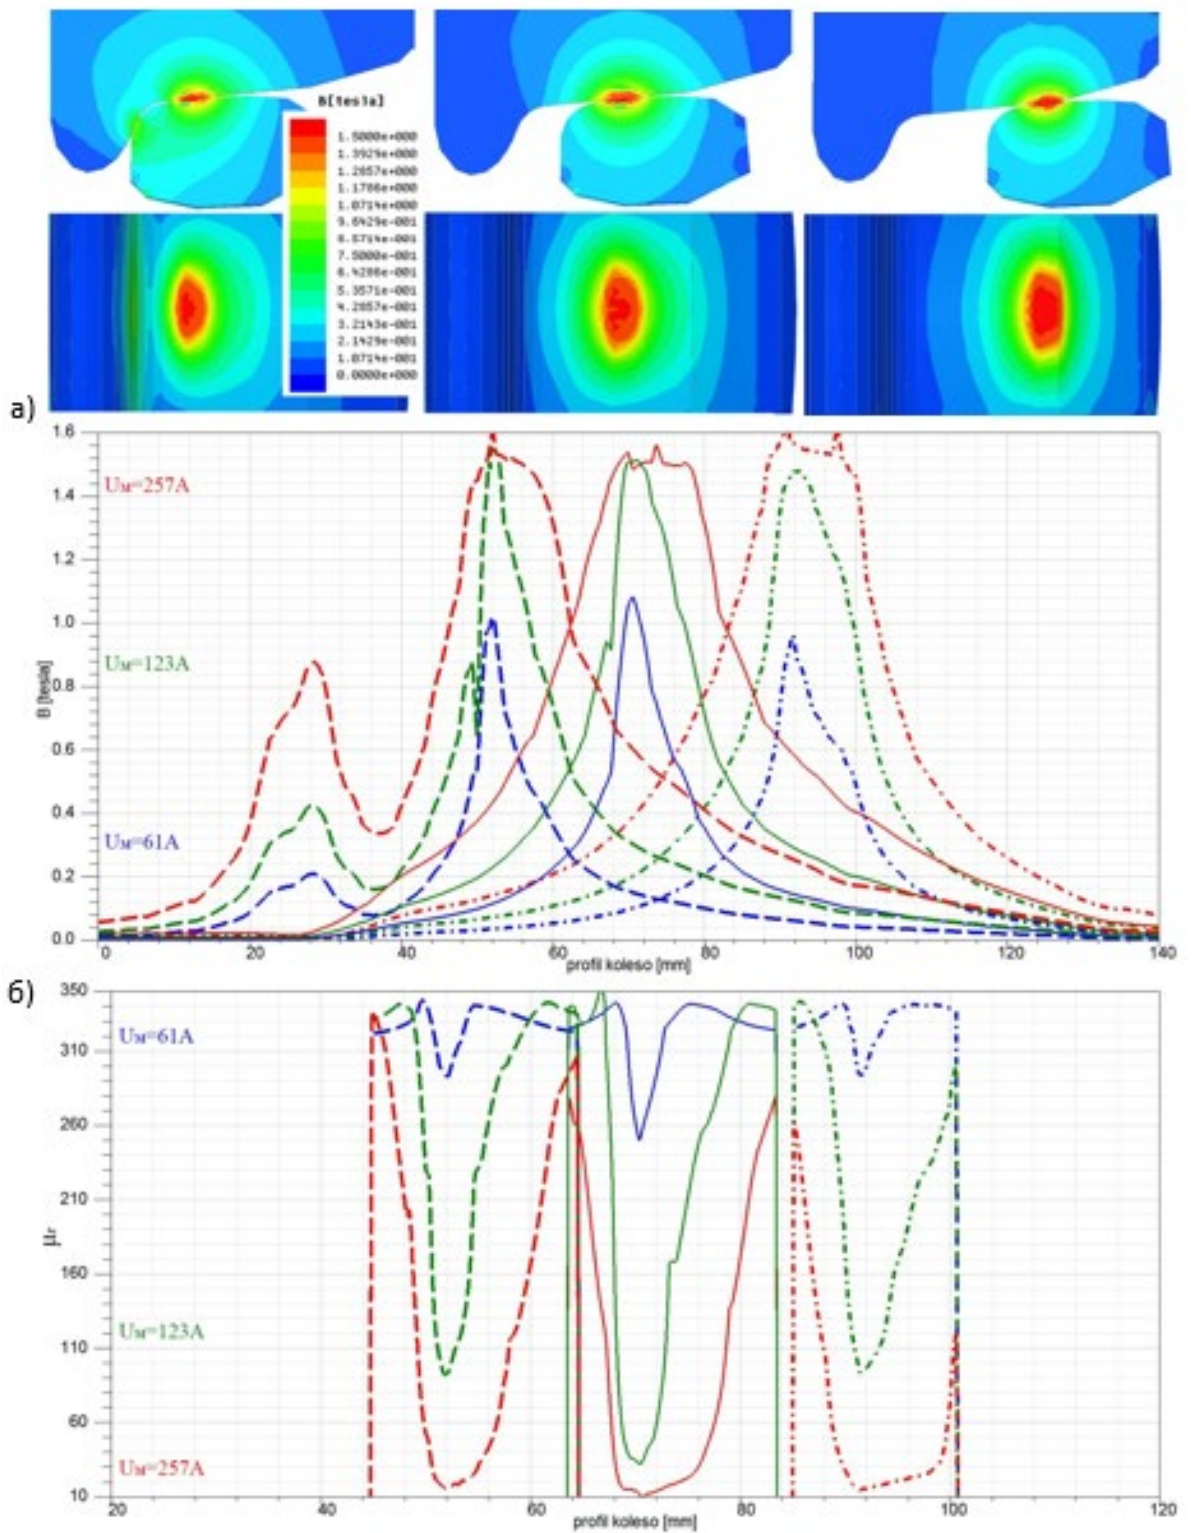 B[tesla]
1.5000e+000
1.3929e+000
1.2857e+000
1.1786e+000
1.0714e+000
9.6429e-001
8.5714e-001
7.5000e-001
6.4286e-001
5.3571e-001
4.2857e-001
3.2143e-001
2.1429e-001
1.0714e-001
0.0000e+000
а)
1.6
1.4
1.2
1.0
0.8
0.6
0.4
0.2
0.0
B [tesla]
Uм=257A
Uм=123A
Uм=61A
0 20 40 60 80 100 120 140
profil koleso [mm]
б)
350
310
260
210
160
110
60
10
μr
Uм=61A
Uм=123A
Uм=257A
20 40 60 80 100 120
profil koleso [mm]